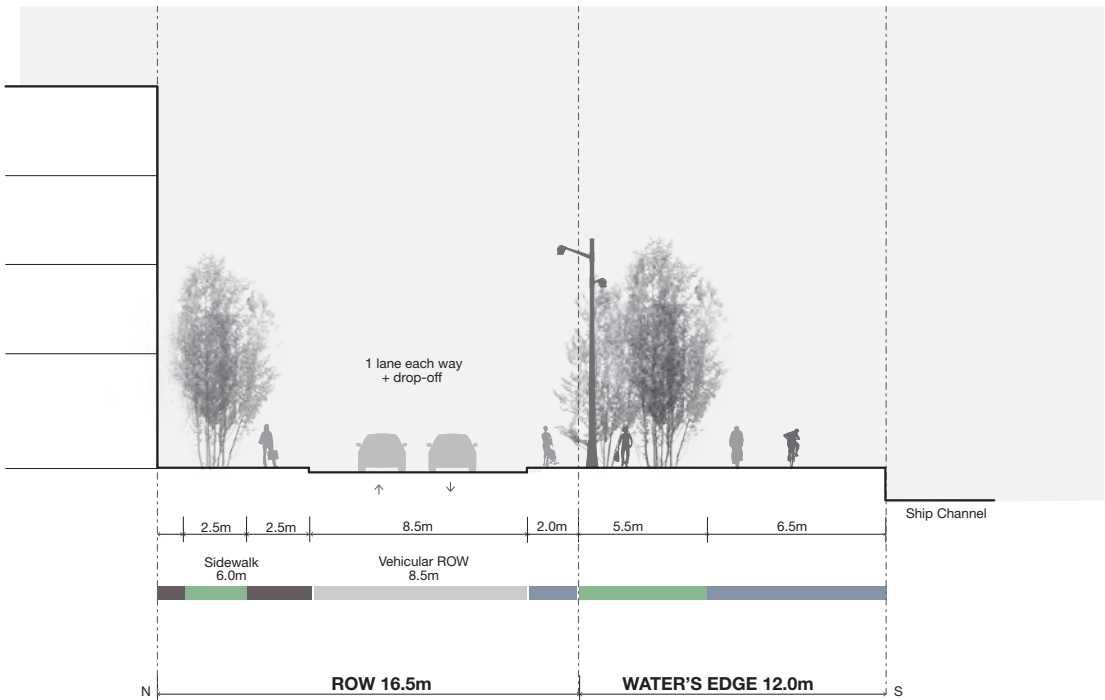 1 lane each way
+ drop-off
Ship Channel
2.5m 2.5m 8.5m 2.0m 5.5m 6.5m
Sidewalk
6.0m
Vehicular ROW
8.5m
N ROW 16.5m WATER'S EDGE 12.0m S